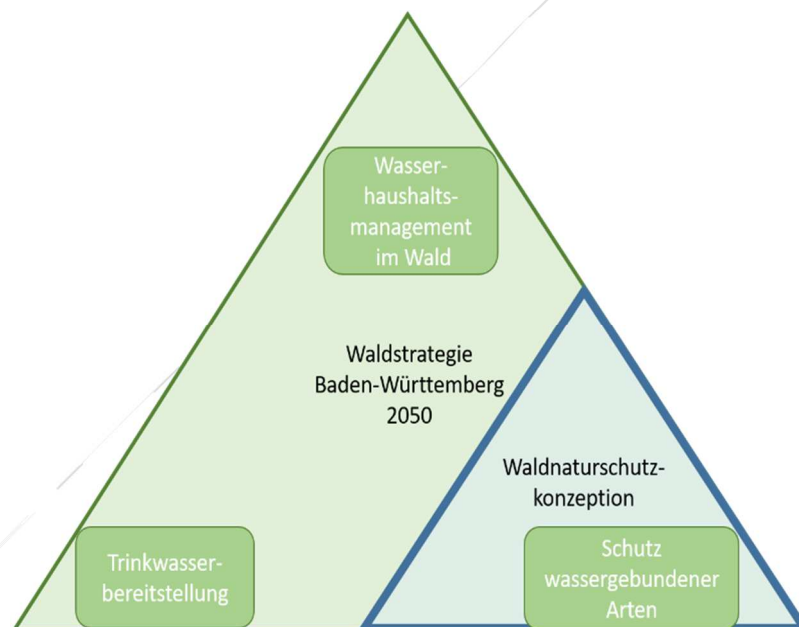 Wasser-
haushalts-
management
im Wald
Waldstrategie
Baden-Württemberg
2050
Waldnaturschutz-
konzeption
Trinkwasser-
bereitstellung
Schutz
wassergebundener
Arten